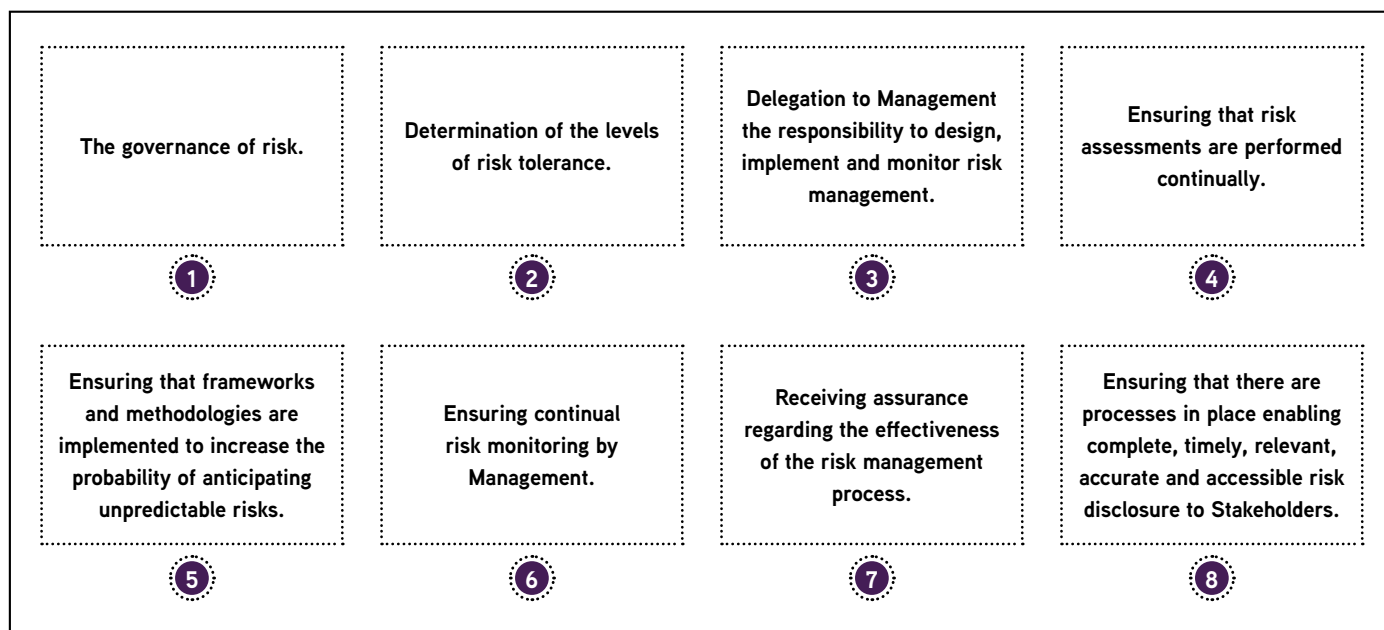 The governance of risk.
1
Determination of the levels
of risk tolerance.
2
Delegation to Management
the responsibility to design,
implement and monitor risk
management.
3
Ensuring that risk
assessments are performed
continually.
4
Ensuring that frameworks
and methodologies are
implemented to increase the
probability of anticipating
unpredictable risks.
5
Ensuring continual
risk monitoring by
Management.
6
Receiving assurance
regarding the effectiveness
of the risk management
process.
7
Ensuring that there are
processes in place enabling
complete, timely, relevant,
accurate and accessible risk
disclosure to Stakeholders.
8